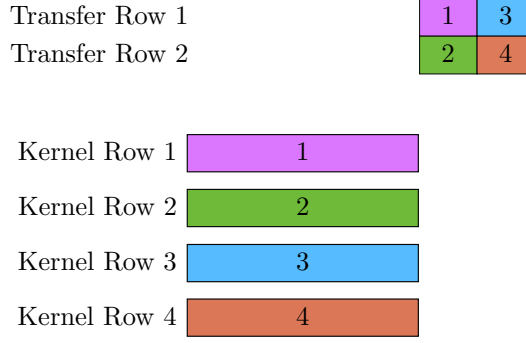 Transfer Row 1 1 3
Transfer Row 2 2 4
Kernel Row 1 1
Kernel Row 2 2
Kernel Row 3 3
Kernel Row 4 4